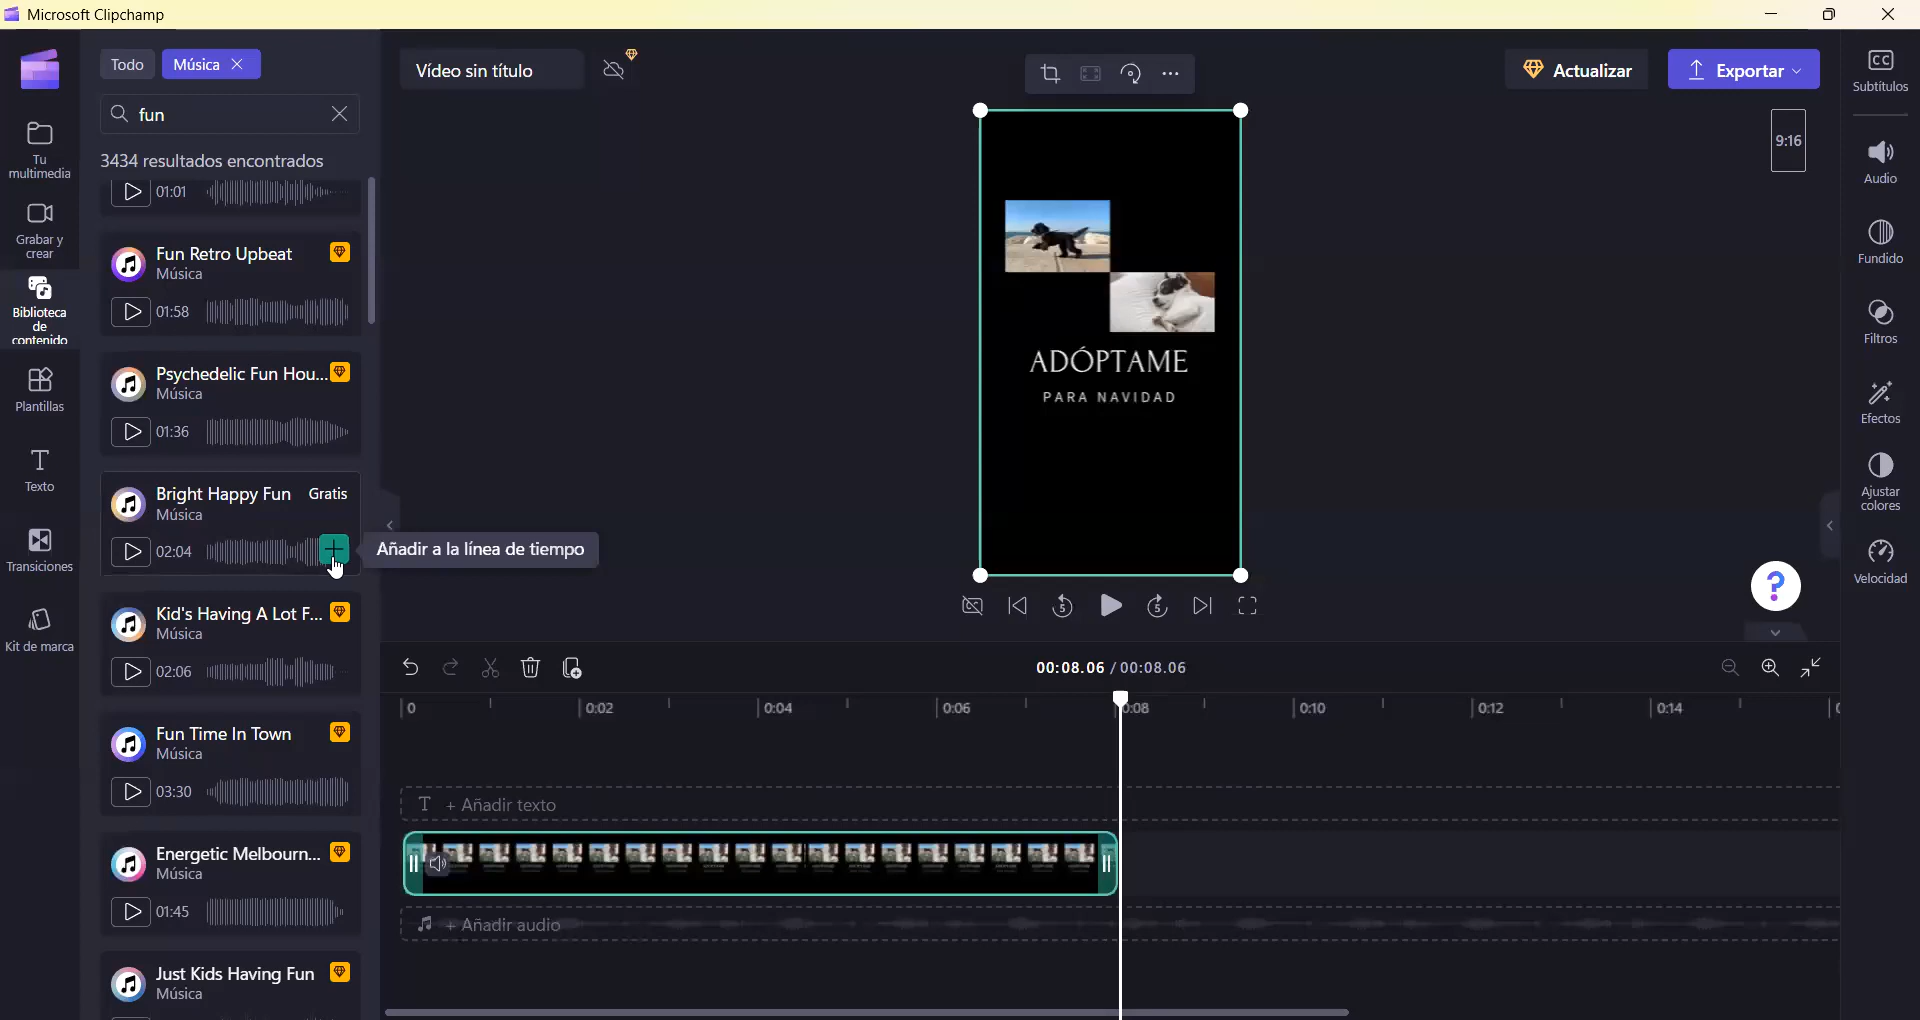 Microsoft Clipchamp
Todo
Música
fun
3434 resultados encontrados
01:01
Fun Retro Upbeat
Música
01:58
Psychedelic Fun Hou...
Música
01:36
Bright Happy Fun Gratis
Música
02:04
Añadir a la línea de tiempo
Kid's Having A Lot F...
Música
02:06
Fun Time In Town
Música
03:30
Energetic Melbourn...
Música
01:45
Just Kids Having Fun
Música
Tu
multimedia
Grabar y
crear
Biblioteca
de
contenido
Plantillas
Texto
Transiciones
Kit de marca
Vídeo sin título
Actualizar
Exportar
9:16
ADÓPTAME
PARA NAVIDAD
5
5
?
CC
Subtítulos
Audio
Fundido
Filtros
Efectos
Ajustar
colores
Velocidad
00:08.06 / 00:08.06
0 0:02 0:04 0:06 0:08 0:10 0:12 0:14
T + Añadir texto
+ Añadir audio